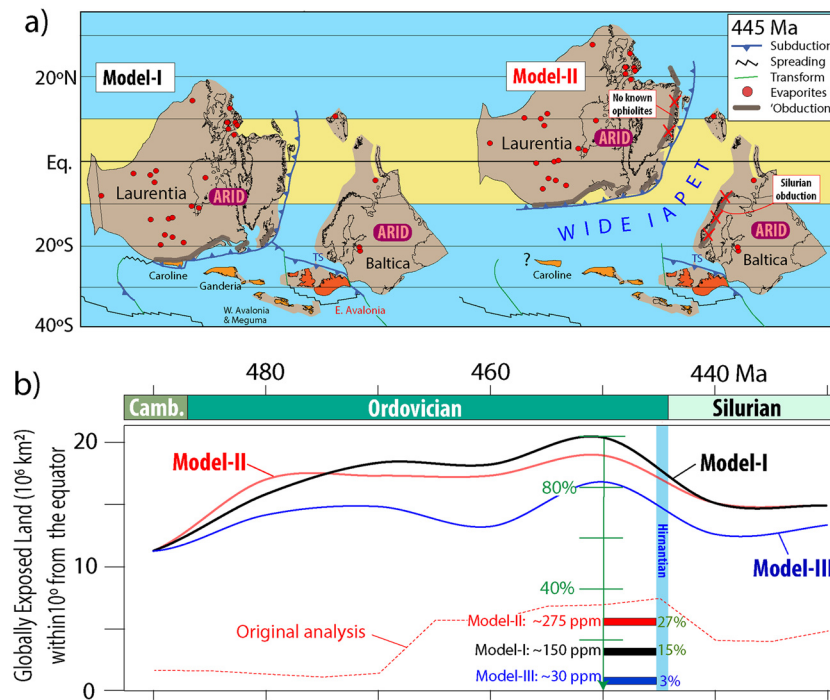 a)
445 Ma
Subduction
Spreading
Transform
Evaporites
'Obduction
20ºN
Eq.
20ºS
40ºS
Model-I
Laurentia
ARID
ARID
Baltica
TS
Caroline
Ganderia
W. Avalonia
& Meguma
E. Avalonia
Model-II
No known
ophiolites
Laurentia
ARID
WIDE IAPET
Silurian
obduction
ARID
Baltica
TS
?
Caroline
b)
480
460
440 Ma
Camb.
Ordovician
Silurian
Globally Exposed Land (10⁶ km²)
within10º from the equator
20
10
0
Model-II
Model-I
80%
Hirnantian
Model-III
40%
Original analysis
Model-II: ~275 ppm 27%
Model-I: ~150 ppm 15%
Model-III: ~30 ppm 3%